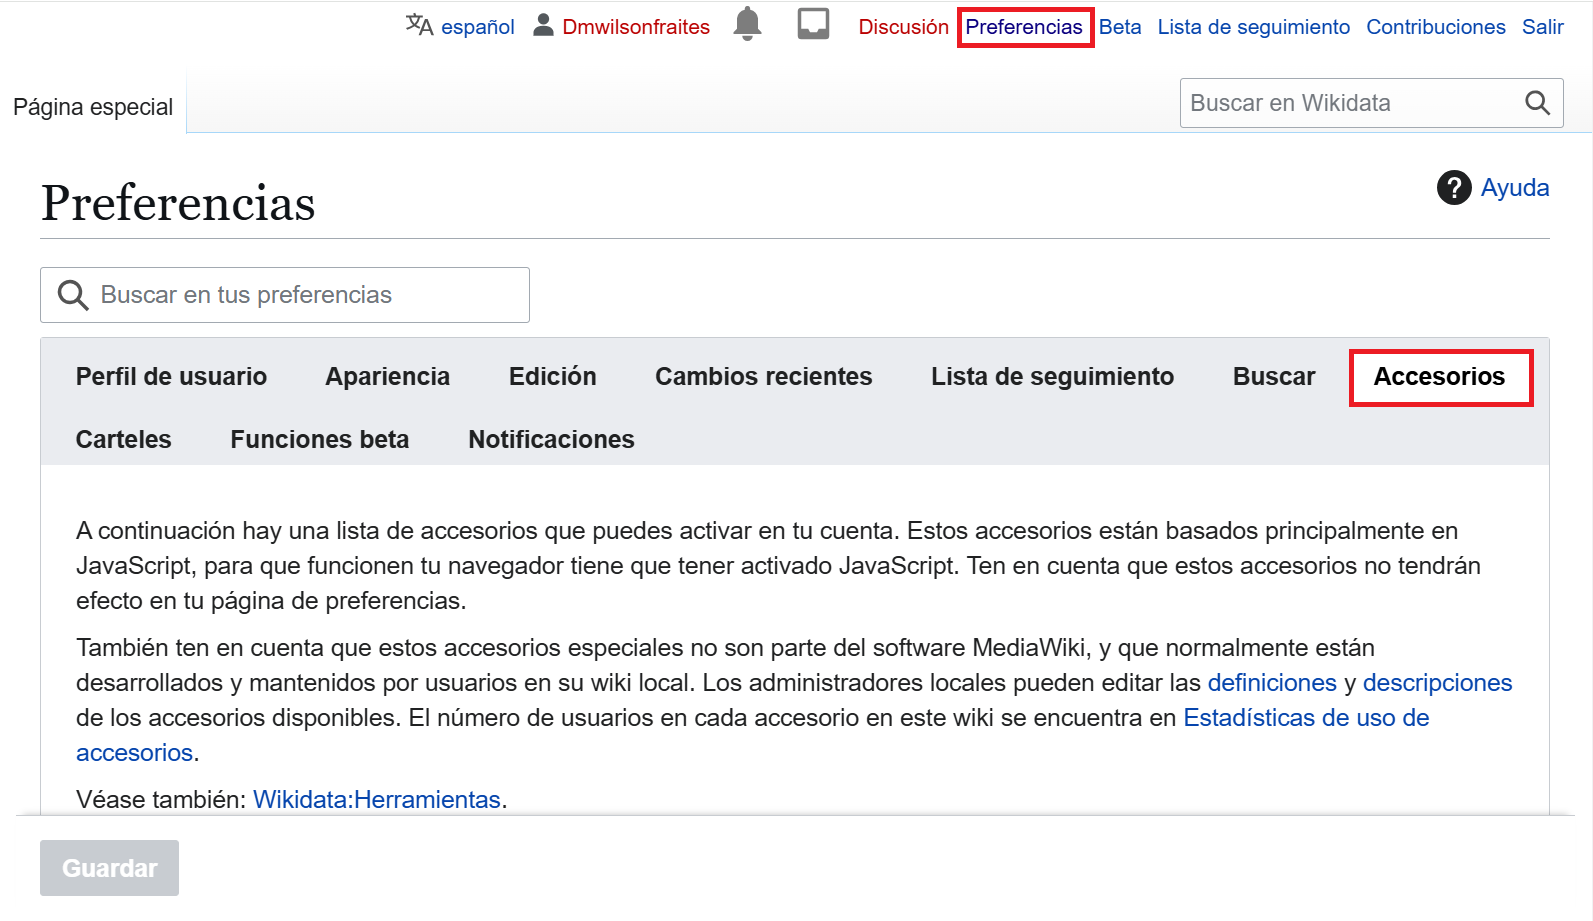 español Dmwilsonfraites Discusión Preferencias Beta Lista de seguimiento Contribuciones Salir
Página especial
Buscar en Wikidata
Preferencias
Ayuda
Buscar en tus preferencias
Perfil de usuario Apariencia Edición Cambios recientes Lista de seguimiento Buscar Accesorios
Carteles Funciones beta Notificaciones
A continuación hay una lista de accesorios que puedes activar en tu cuenta. Estos accesorios están basados principalmente en
JavaScript, para que funcionen tu navegador tiene que tener activado JavaScript. Ten en cuenta que estos accesorios no tendrán
efecto en tu página de preferencias.
También ten en cuenta que estos accesorios especiales no son parte del software MediaWiki, y que normalmente están
desarrollados y mantenidos por usuarios en su wiki local. Los administradores locales pueden editar las definiciones y descripciones
de los accesorios disponibles. El número de usuarios en cada accesorio en este wiki se encuentra en Estadísticas de uso de
accesorios.
Véase también: Wikidata:Herramientas.
Guardar